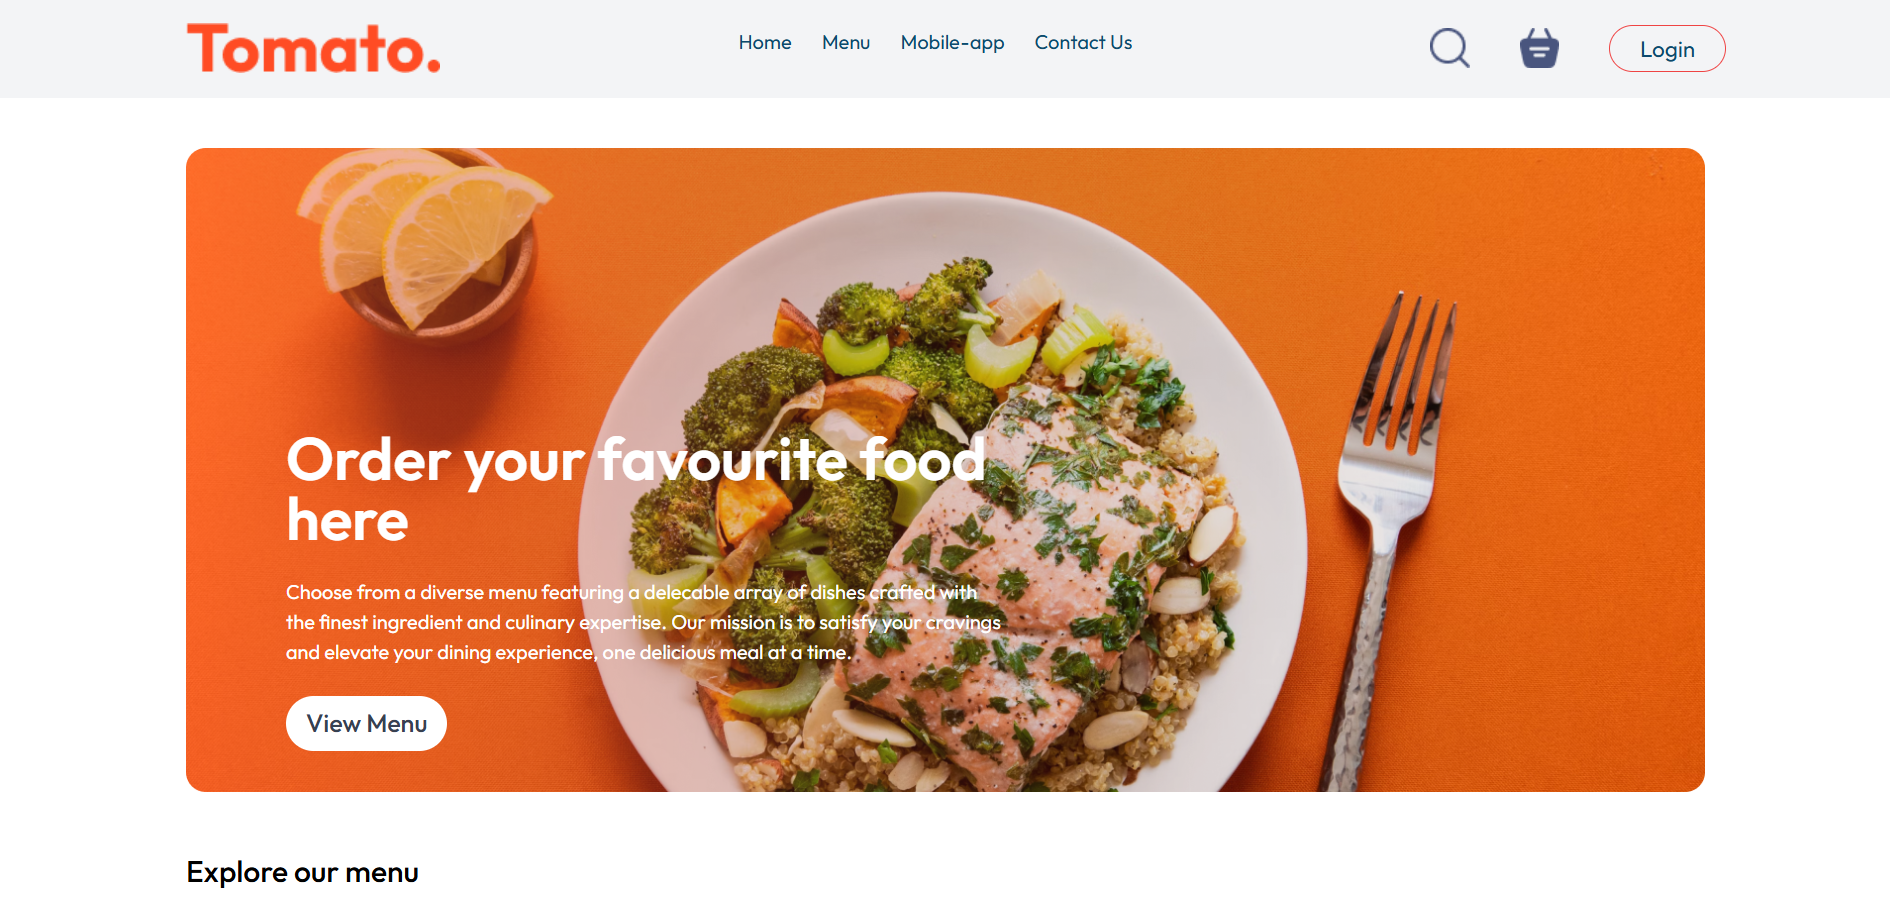 Tomato.
Home Menu Mobile-app Contact Us
Login
Order your favourite food
here
Choose from a diverse menu featuring a delecable array of dishes crafted with
the finest ingredient and culinary expertise. Our mission is to satisfy your cravings
and elevate your dining experience, one delicious meal at a time.
View Menu
Explore our menu